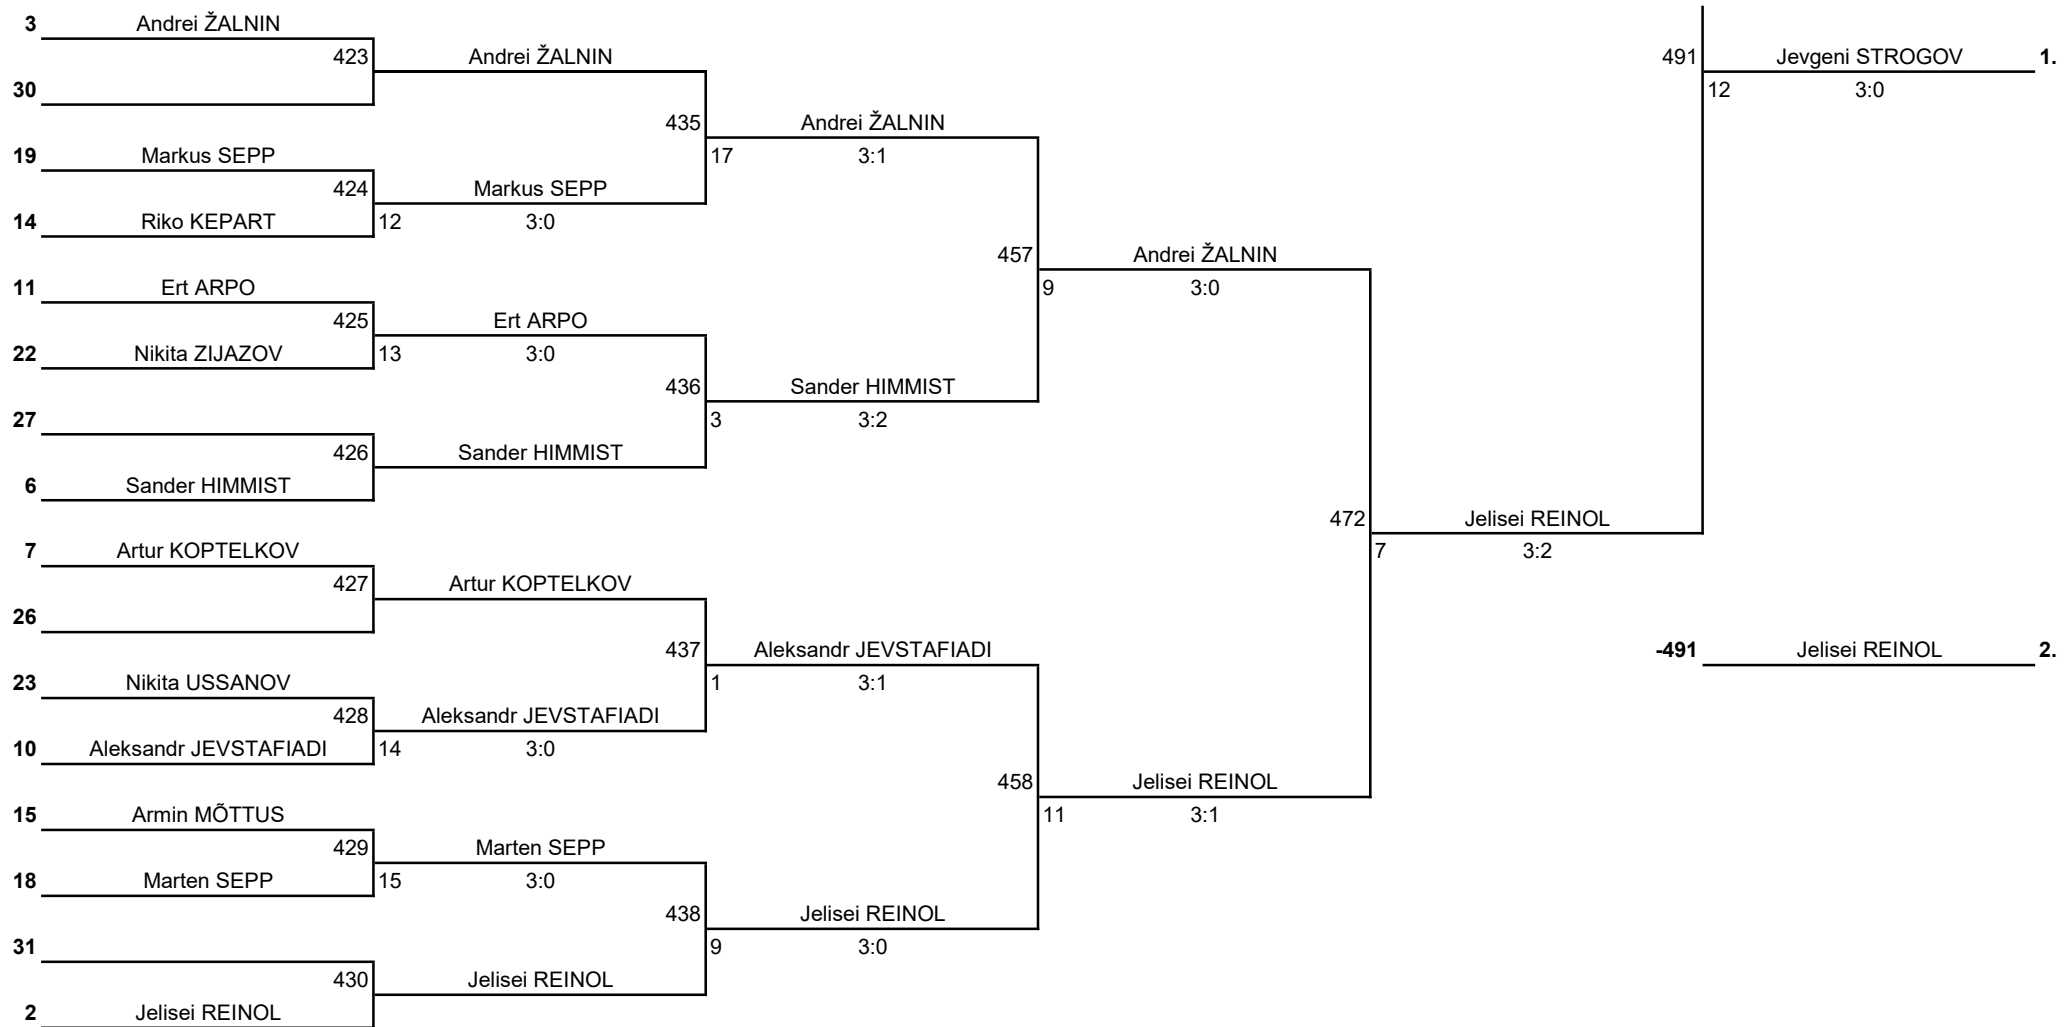 3 Andrei ŽALNIN
423 Andrei ŽALNIN 491 Jevgeni STROGOV 1.
30 12 3:0
435 Andrei ŽALNIN
19 Markus SEPP 17 3:1
424 Markus SEPP
14 Riko KEPART 12 3:0
457 Andrei ŽALNIN
11 Ert ARPO 9 3:0
425 Ert ARPO
22 Nikita ZIJAZOV 13 3:0
436 Sander HIMMIST
27 3 3:2
426 Sander HIMMIST
6 Sander HIMMIST
472 Jelisei REINOL
7 Artur KOPTELKOV 7 3:2
427 Artur KOPTELKOV
26
437 Aleksandr JEVSTAFIADI -491 Jelisei REINOL 2.
23 Nikita USSANOV 1 3:1
428 Aleksandr JEVSTAFIADI
10 Aleksandr JEVSTAFIADI 14 3:0
458 Jelisei REINOL
15 Armin MÕTTUS 11 3:1
429 Marten SEPP
18 Marten SEPP 15 3:0
438 Jelisei REINOL
31 9 3:0
430 Jelisei REINOL
2 Jelisei REINOL